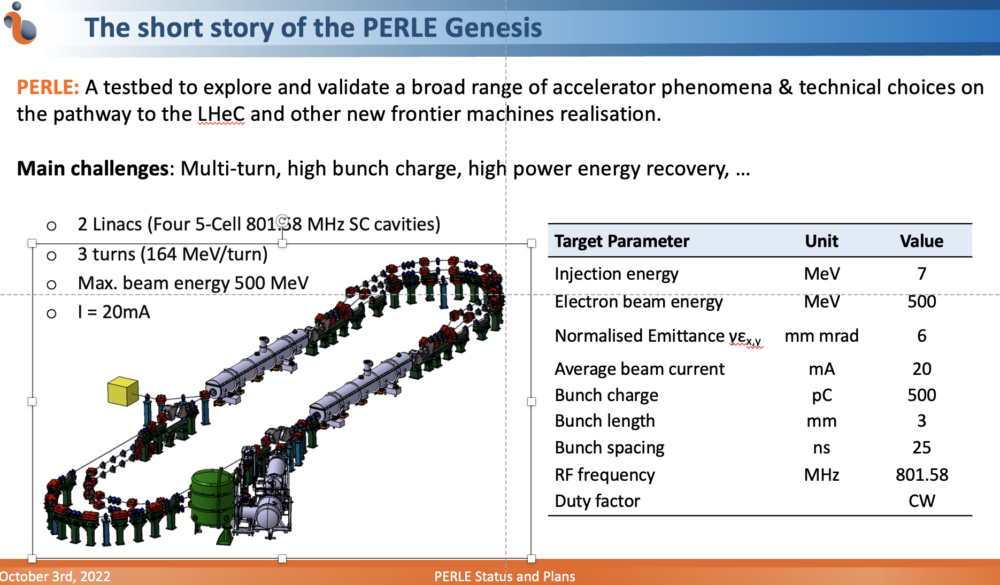 The short story of the PERLE Genesis
PERLE: A testbed to explore and validate a broad range of accelerator phenomena & technical choices on
the pathway to the LHeC and other new frontier machines realisation.
Main challenges: Multi-turn, high bunch charge, high power energy recovery, ...
o 2 Linacs (Four 5-Cell 801.58 MHz SC cavities)
o 3 turns (164 MeV/turn)
o Max. beam energy 500 MeV
o I = 20mA
Target Parameter Unit Value
Injection energy MeV 7
Electron beam energy MeV 500
Normalised Emittance γεx,y mm mrad 6
Average beam current mA 20
Bunch charge pC 500
Bunch length mm 3
Bunch spacing ns 25
RF frequency MHz 801.58
Duty factor CW
October 3rd, 2022
PERLE Status and Plans